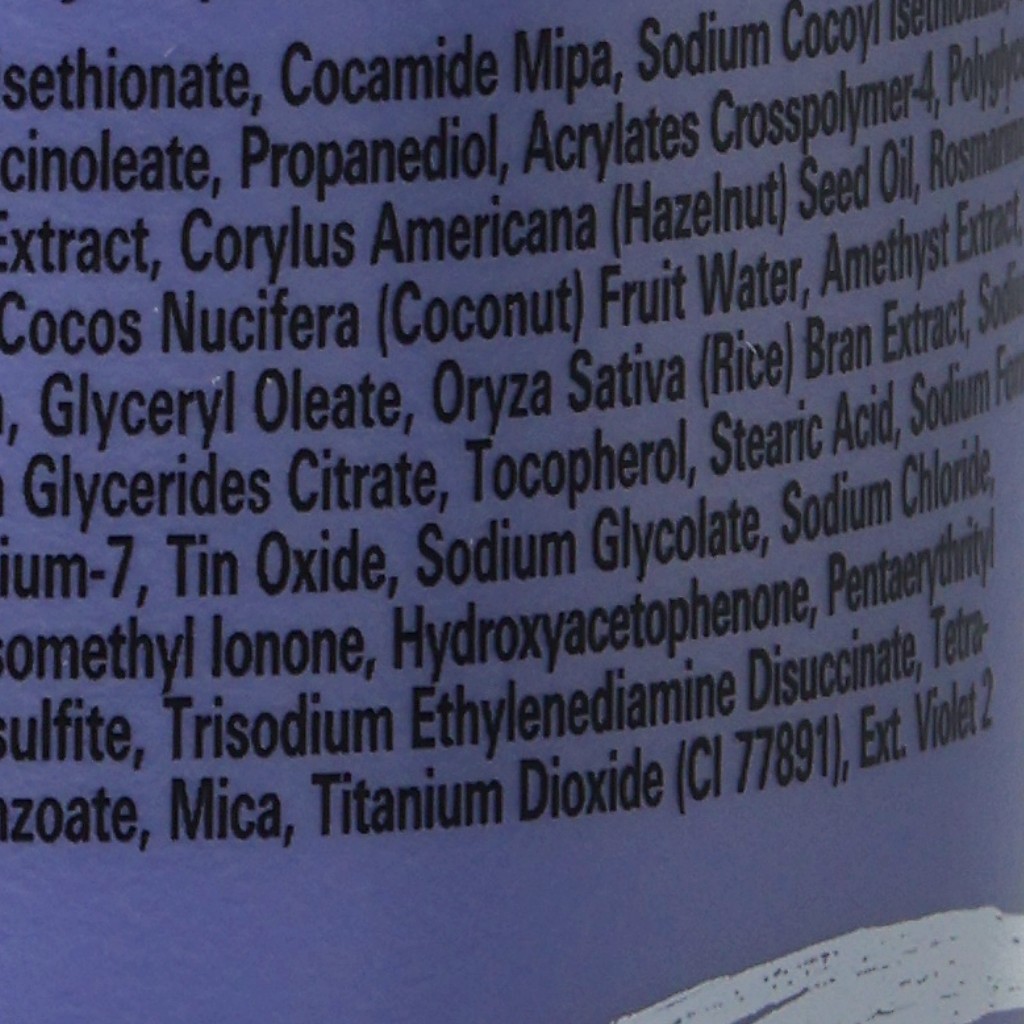 sethionate, Cocamide Mipa, Sodium Cocoyl Isethionate,
cinoleate, Propanediol, Acrylates Crosspolymer-4,
Extract, Corylus Americana (Hazelnut) Seed Oil,
Cocos Nucifera (Coconut) Fruit Water, Amethyst Extract,
, Glyceryl Oleate, Oryza Sativa (Rice) Bran Extract,
Glycerides Citrate, Tocopherol, Stearic Acid, Sodium
ium-7, Tin Oxide, Sodium Glycolate, Sodium Chloride,
somethyl Ionone, Hydroxyacetophenone, Pentaerythrityl
sulfite, Trisodium Ethylenediamine Disuccinate, Tetra-
nzoate, Mica, Titanium Dioxide (CI 77891), Ext. Violet 2